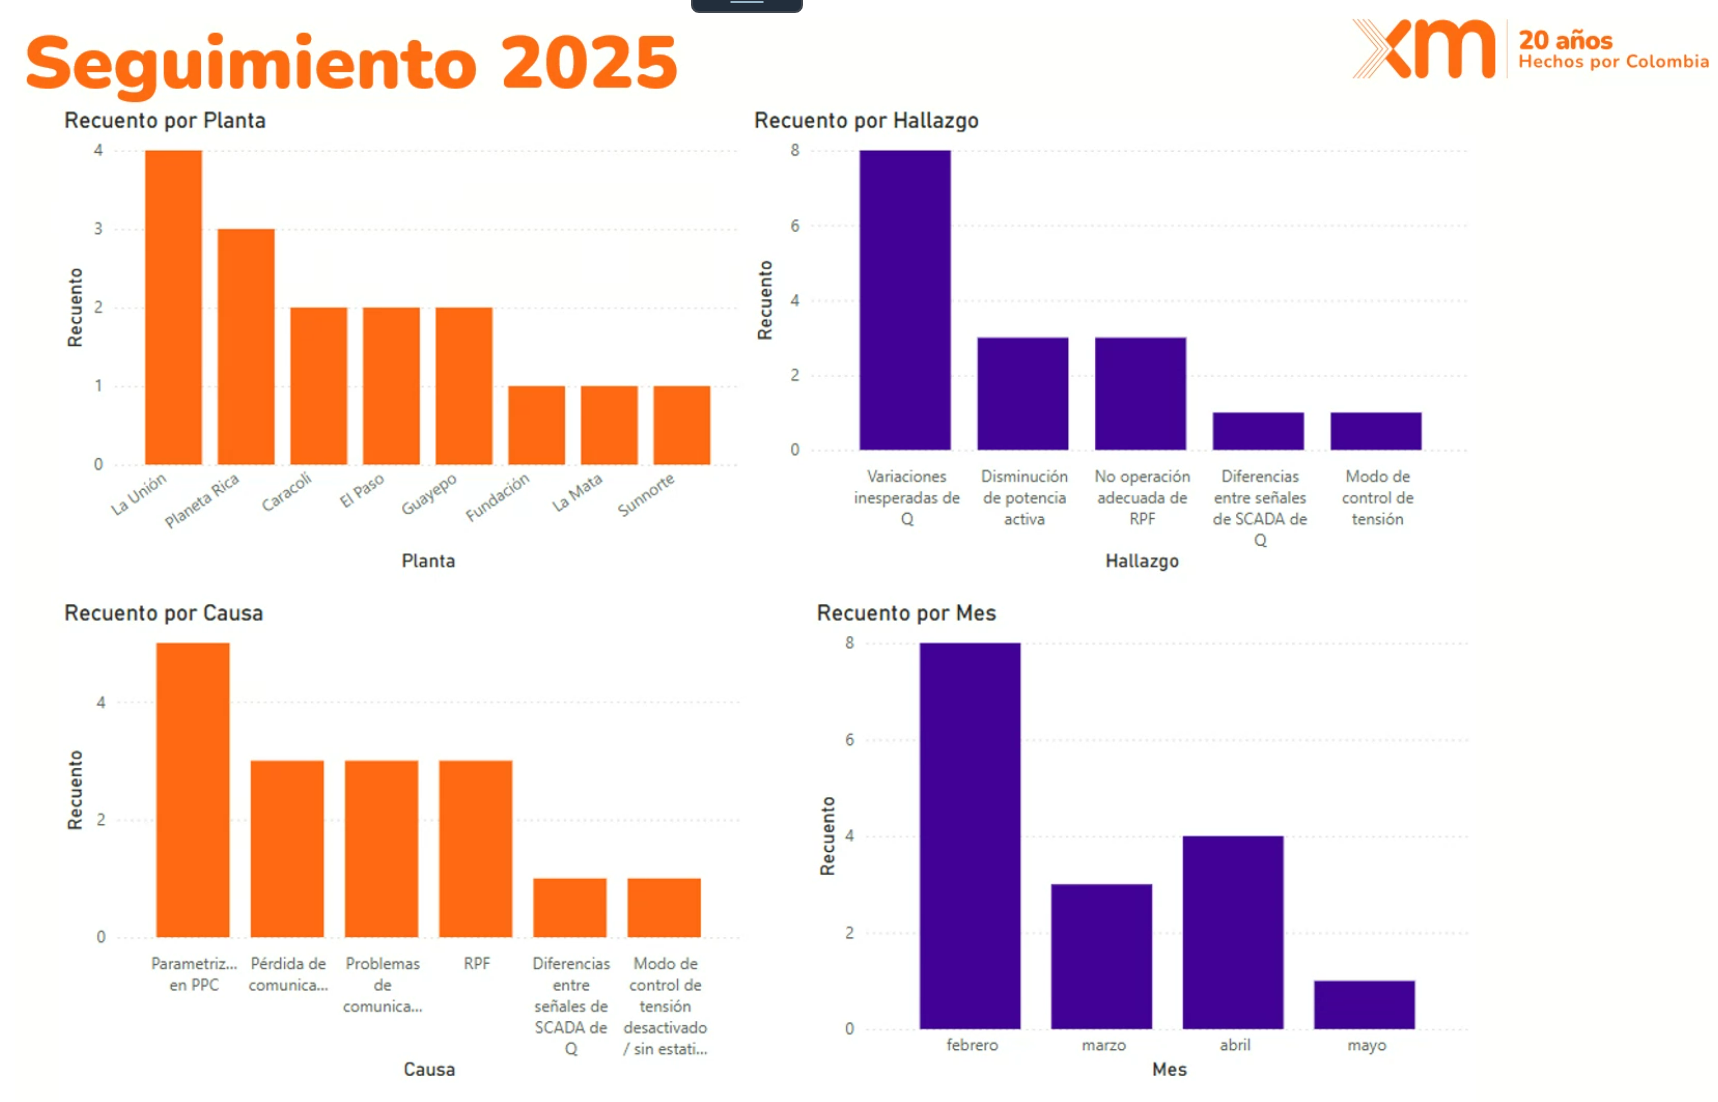 Seguimiento 2025
xm
20 años
Hechos por Colombia
Recuento por Planta
Recuento
4
3
2
1
0
La Unión
Planeta Rica
Caracolí
El Paso
Guayepo
Fundación
La Mata
Sunnorte
Planta
Recuento por Hallazgo
Recuento
8
6
4
2
0
Variaciones
inesperadas de
Q
Disminución
de potencia
activa
No operación
adecuada de
RPF
Diferencias
entre señales
de SCADA de
Q
Modo de
control de
tensión
Hallazgo
Recuento por Causa
Recuento
4
2
0
Parametriz...
en PPC
Pérdida de
comunica...
Problemas
de
comunica...
RPF
Diferencias
entre
señales de
SCADA de
Q
Modo de
control de
tensión
desactivado
/ sin estati...
Causa
Recuento por Mes
Recuento
8
6
4
2
0
febrero
marzo
abril
mayo
Mes